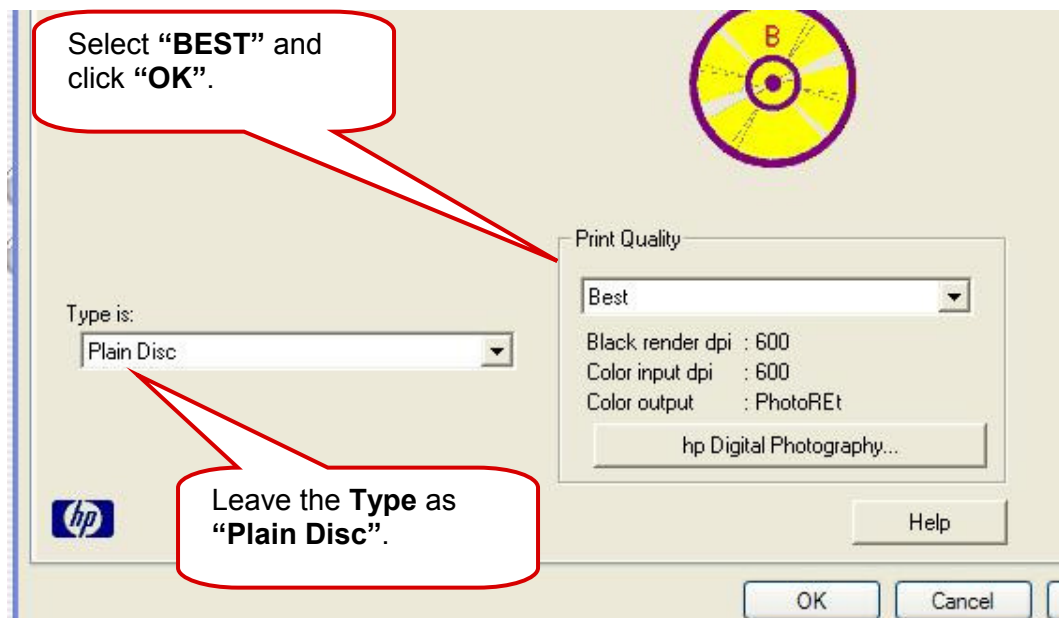 Select “BEST” and
click “OK”.
B
Print Quality
Best
Type is:
Plain Disc
Black render dpi : 600
Color input dpi : 600
Color output : PhotoREt
hp Digital Photography...
Leave the Type as
“Plain Disc”.
hp
Help
OK
Cancel